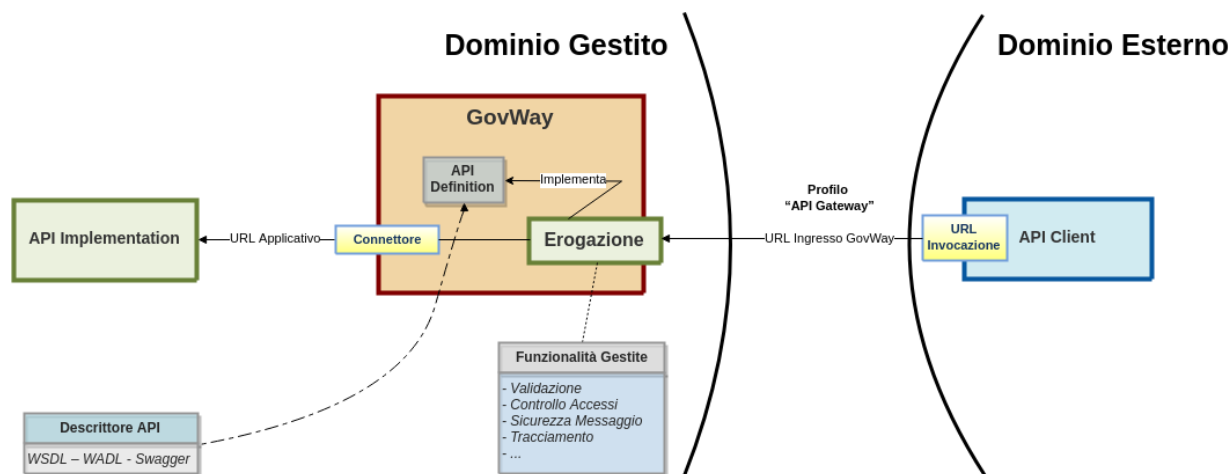 Dominio Gestito
Dominio Esterno
GovWay
API
Definition
Implementa
Profilo
“API Gateway”
API Implementation
URL Applicativo
Connettore
Erogazione
URL Ingresso GovWay
URL
Invocazione
API Client
Funzionalità Gestite
- Validazione
- Controllo Accessi
- Sicurezza Messaggio
- Tracciamento
- ...
Descrittore API
WSDL – WADL - Swagger